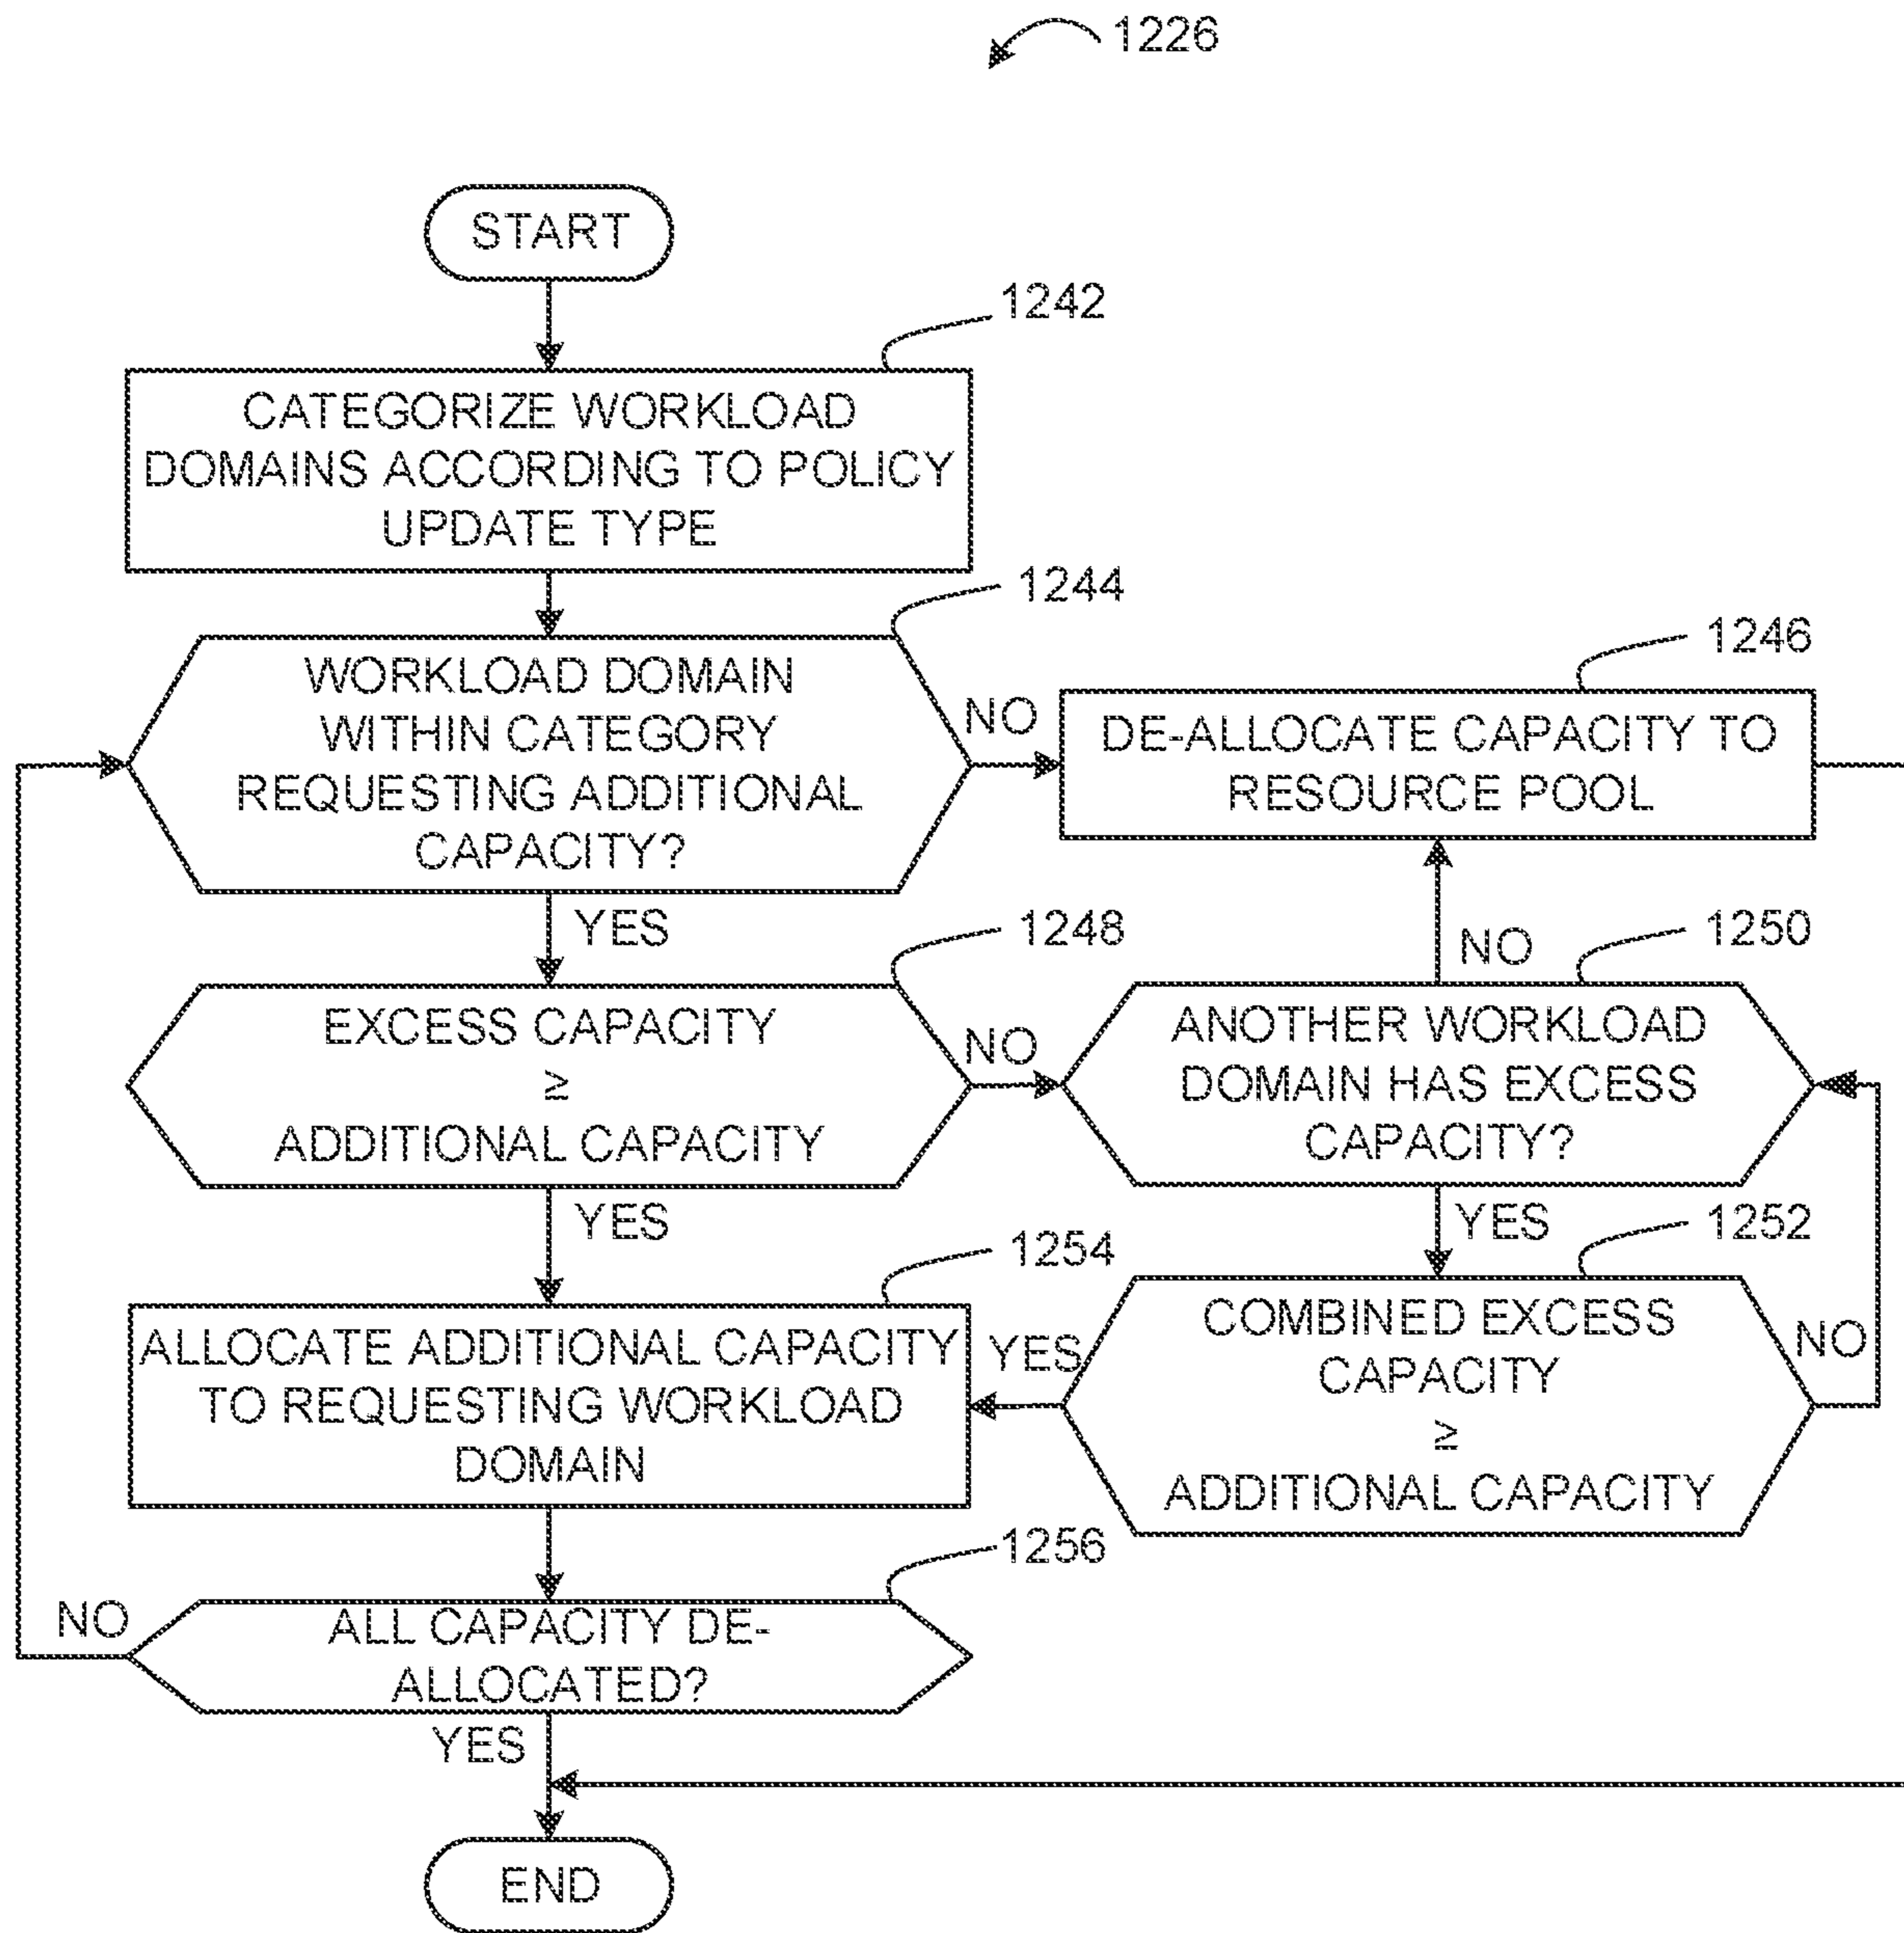 1226
START
1242
CATEGORIZE WORKLOAD
DOMAINS ACCORDING TO POLICY
UPDATE TYPE
1244
WORKLOAD DOMAIN
WITHIN CATEGORY
REQUESTING ADDITIONAL
CAPACITY?
NO
1246
DE-ALLOCATE CAPACITY TO
RESOURCE POOL
YES
1248
EXCESS CAPACITY
≥
ADDITIONAL CAPACITY
NO
NO
1250
ANOTHER WORKLOAD
DOMAIN HAS EXCESS
CAPACITY?
YES
YES
1252
COMBINED EXCESS
CAPACITY
≥
ADDITIONAL CAPACITY
NO
YES
1254
ALLOCATE ADDITIONAL CAPACITY
TO REQUESTING WORKLOAD
DOMAIN
1256
ALL CAPACITY DE-
ALLOCATED?
NO
YES
END